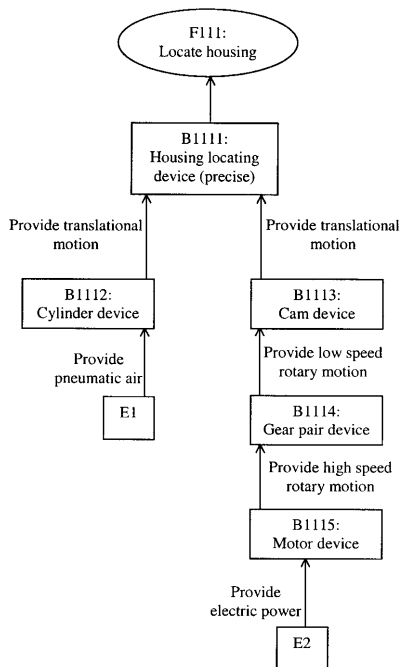 F111:
Locate housing
B1111:
Housing locating
device (precise)
Provide translational
motion
Provide translational
motion
B1112:
Cylinder device
B1113:
Cam device
Provide
pneumatic air
Provide low speed
rotary motion
E1
B1114:
Gear pair device
Provide high speed
rotary motion
B1115:
Motor device
Provide
electric power
E2